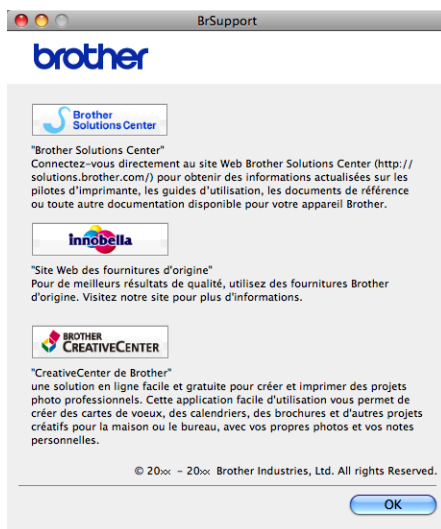 BrSupport
brother
Brother
Solutions Center
"Brother Solutions Center"
Connectez-vous directement au site Web Brother Solutions Center (http://
solutions.brother.com/) pour obtenir des informations actualisées sur les
pilotes d'imprimante, les guides d'utilisation, les documents de référence
ou toute autre documentation disponible pour votre appareil Brother.
innobella
"Site Web des fournitures d'origine"
Pour de meilleurs résultats de qualité, utilisez des fournitures Brother
d'origine. Visitez notre site pour plus d'informations.
BROTHER
CREATIVECENTER
"CreativeCenter de Brother"
une solution en ligne facile et gratuite pour créer et imprimer des projets
photo professionnels. Cette application facile d'utilisation vous permet de
créer des cartes de voeux, des calendriers, des brochures et d'autres projets
créatifs pour la maison ou le bureau, avec vos propres photos et vos notes
personnelles.
© 20xx – 20xx Brother Industries, Ltd. All rights Reserved.
OK